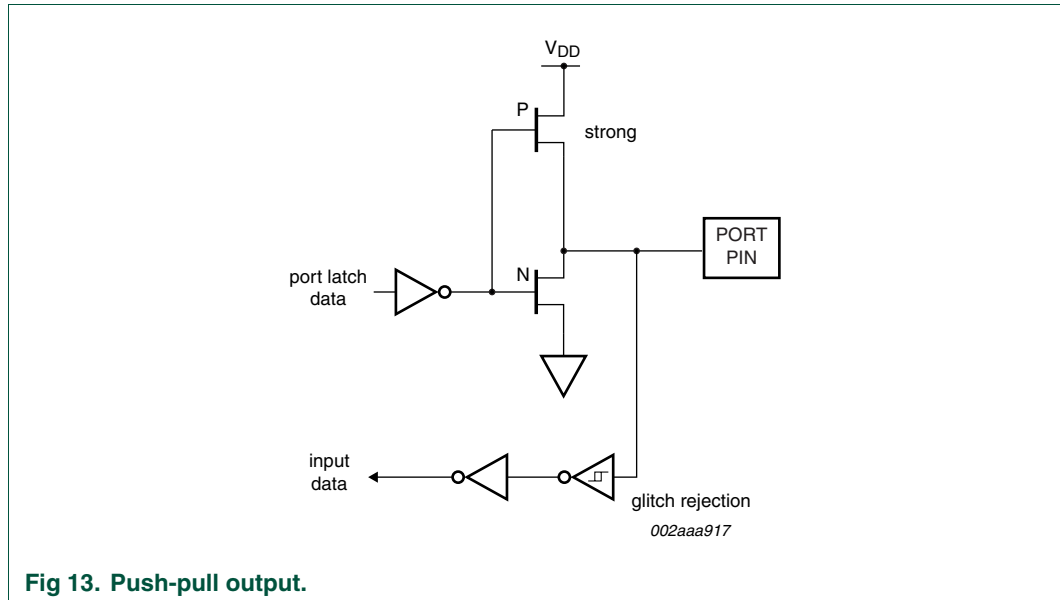 VDD
P
strong
PORT
PIN
N
port latch
data
input
data
glitch rejection
002aaa917
Fig 13. Push-pull output.